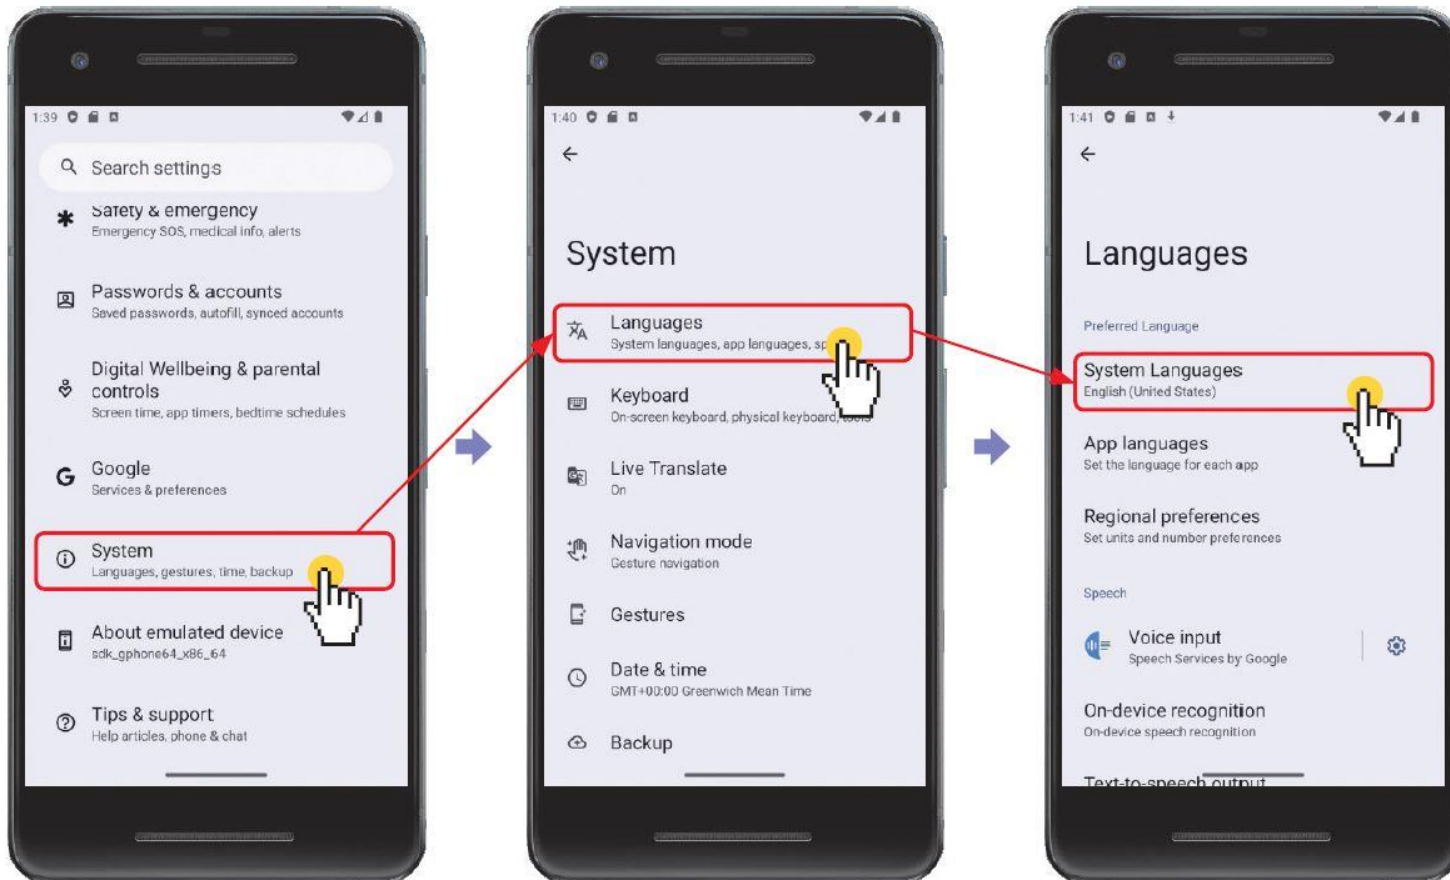 1:39
Search settings
Safety & emergency
Emergency SOS, medical info, alerts
Passwords & accounts
Saved passwords, autofill, synced accounts
Digital Wellbeing & parental
controls
Screen time, app timers, bedtime schedules
Google
Services & preferences
System
Languages, gestures, time, backup
About emulated device
sdk_gphone64_x86_64
Tips & support
Help articles, phone & chat
1:40
System
Languages
System languages, app languages, sp
Keyboard
On-screen keyboard, physical keyboard, tools
Live Translate
On
Navigation mode
Gesture navigation
Gestures
Date & time
GMT+00:00 Greenwich Mean Time
Backup
1:41
Languages
Preferred Language
System Languages
English (United States)
App languages
Set the language for each app
Regional preferences
Set units and number preferences
Speech
Voice input
Speech Services by Google
On-device recognition
On-device speech recognition
Text-to-speech output